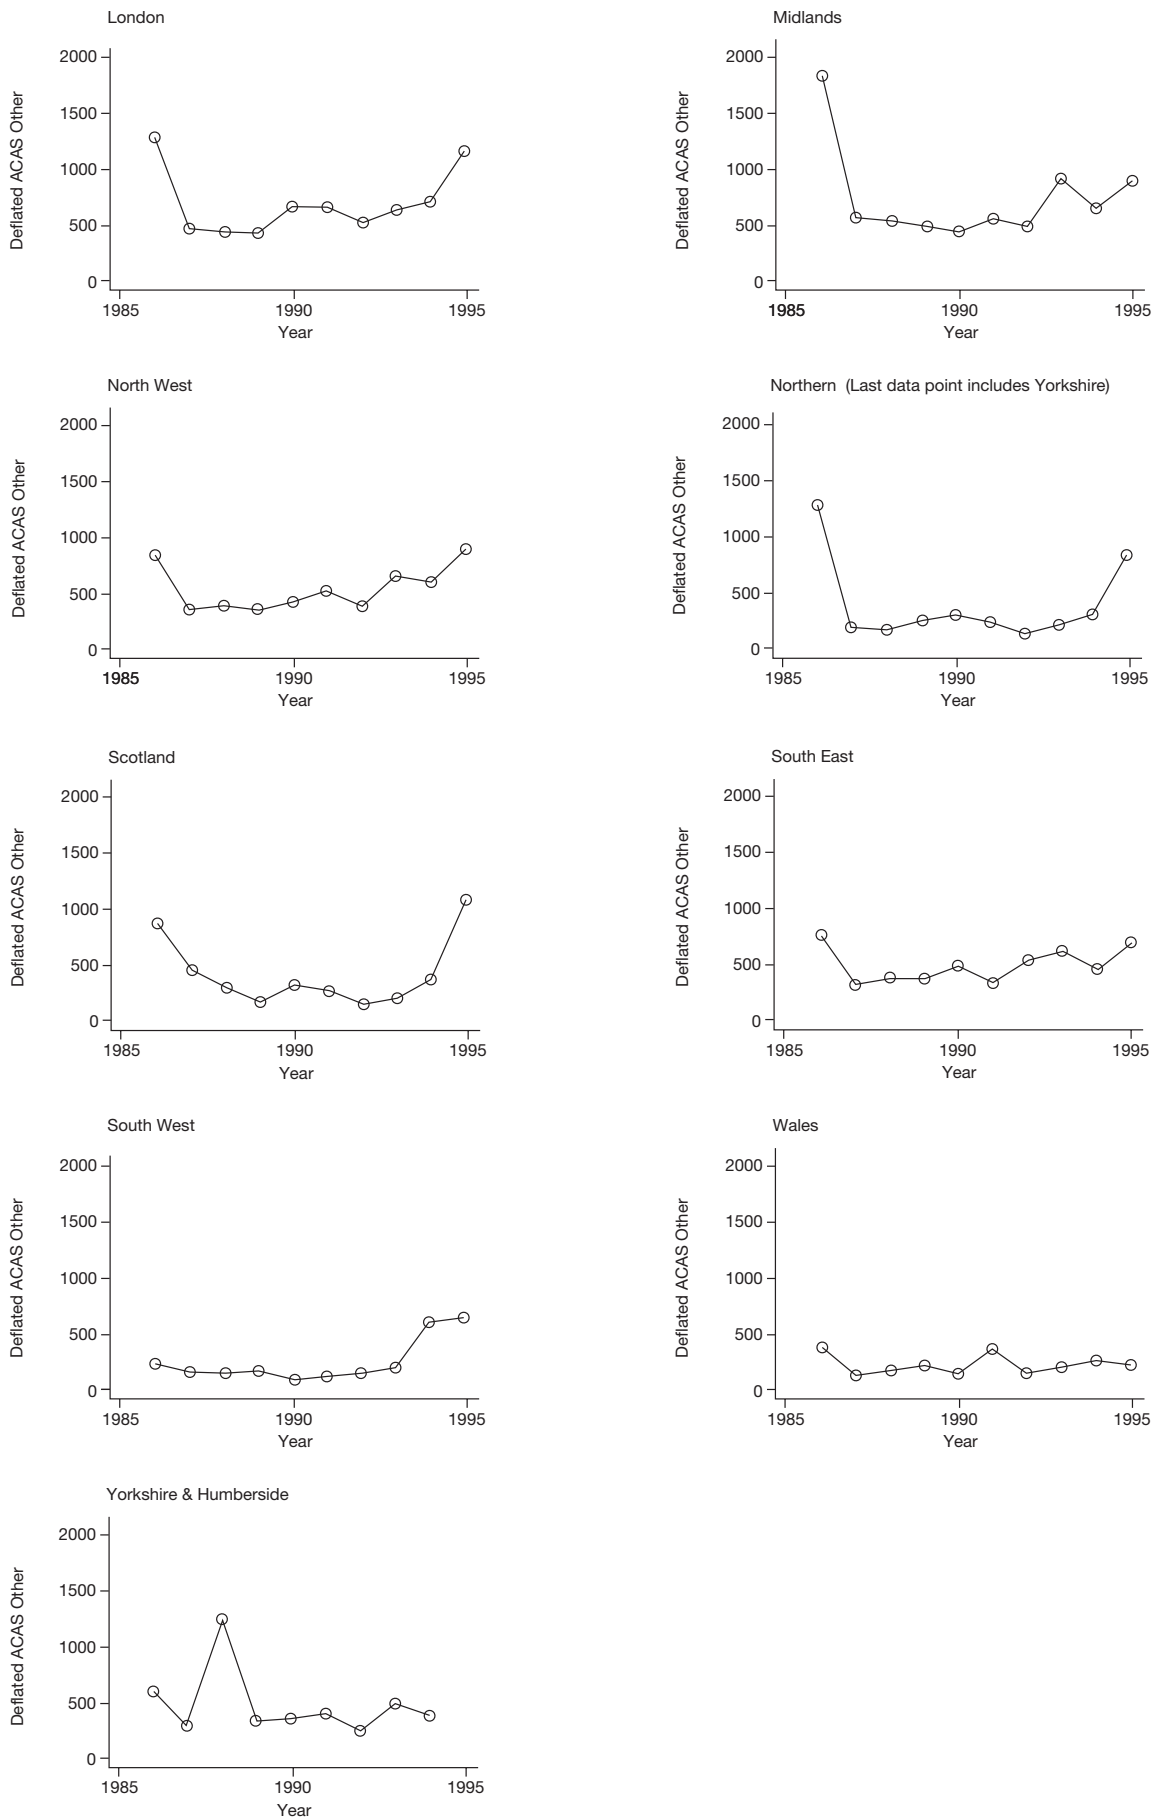 London
Deflated ACAS Other
2000
1500
1000
500
0
1985
1990
1995
Year
Midlands
Deflated ACAS Other
2000
1500
1000
500
0
1985
1990
1995
Year
North West
Deflated ACAS Other
2000
1500
1000
500
0
1985
1990
1995
Year
Northern (Last data point includes Yorkshire)
Deflated ACAS Other
2000
1500
1000
500
0
1985
1990
1995
Year
Scotland
Deflated ACAS Other
2000
1500
1000
500
0
1985
1990
1995
Year
South East
Deflated ACAS Other
2000
1500
1000
500
0
1985
1990
1995
Year
South West
Deflated ACAS Other
2000
1500
1000
500
0
1985
1990
1995
Year
Wales
Deflated ACAS Other
2000
1500
1000
500
0
1985
1990
1995
Year
Yorkshire & Humberside
Deflated ACAS Other
2000
1500
1000
500
0
1985
1990
1995
Year